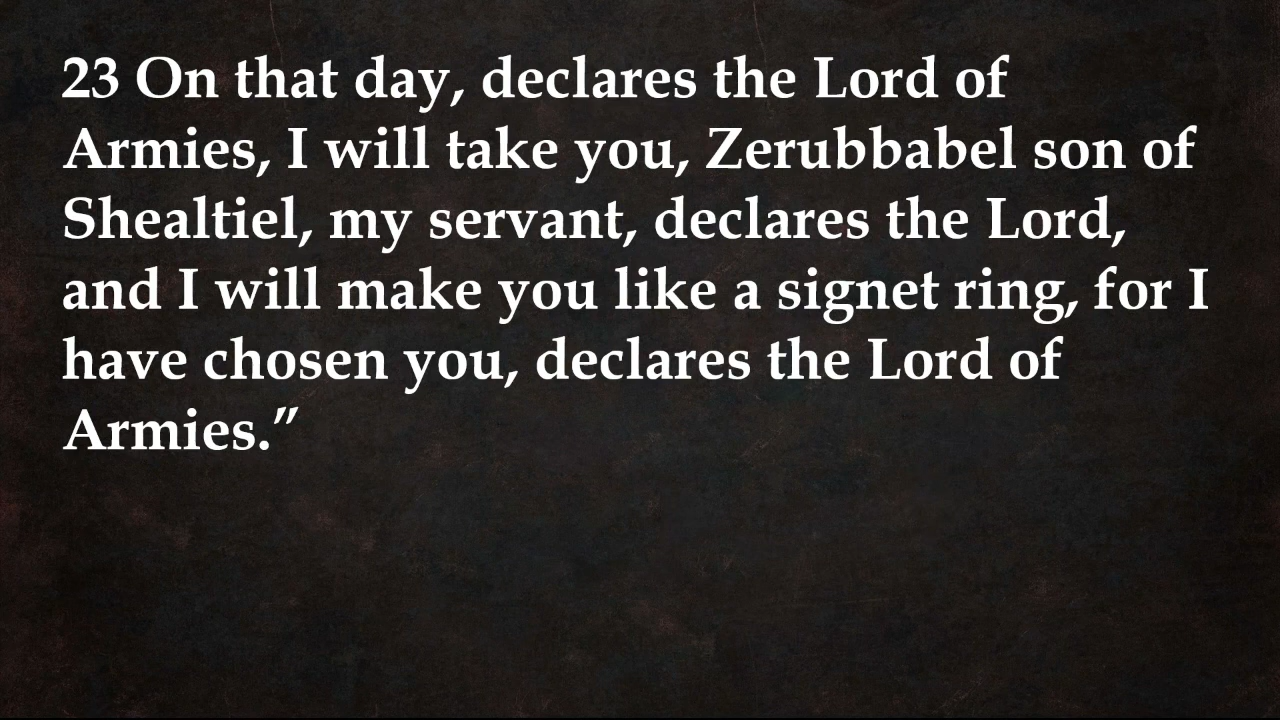 23 On that day, declares the Lord of
Armies, I will take you, Zerubbabel son of
Shealtiel, my servant, declares the Lord,
and I will make you like a signet ring, for I
have chosen you, declares the Lord of
Armies.”